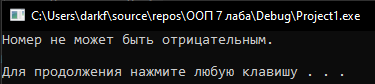 C:\Users\darkf\source\repos\ООП 7 лаба\Debug\Project1.exe
Номер не может быть отрицательным.
Для продолжения нажмите любую клавишу . . .